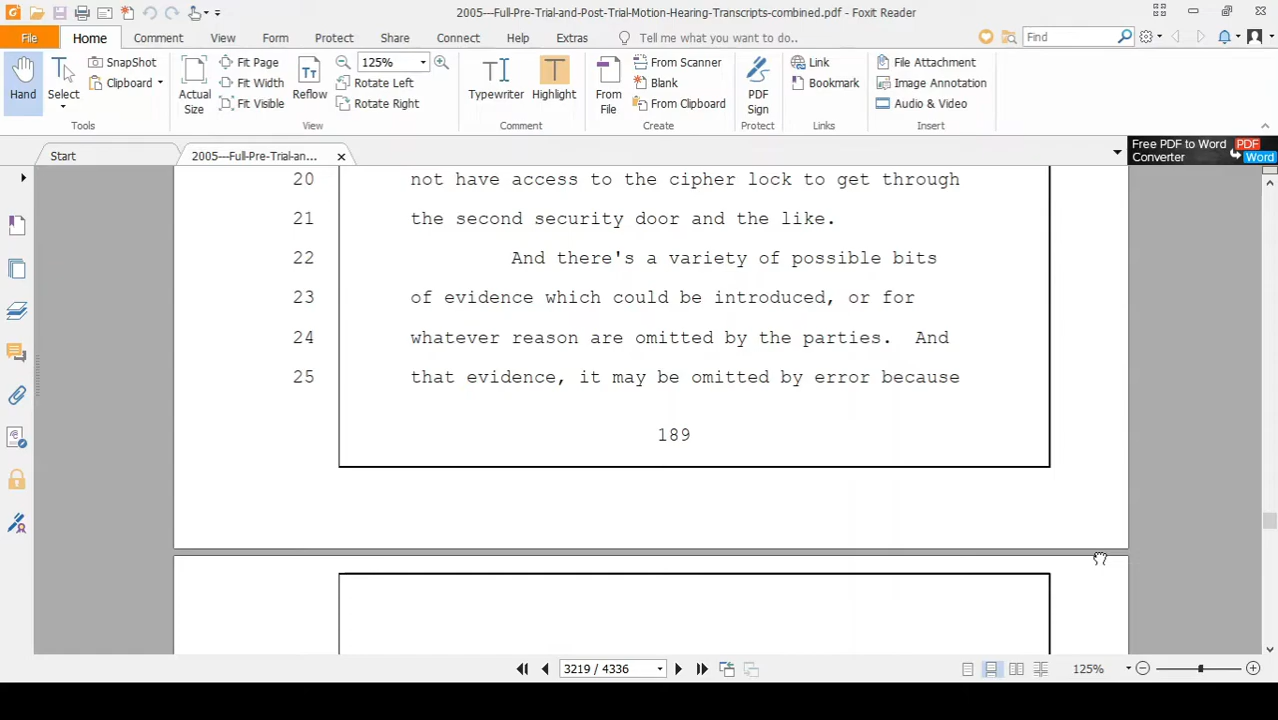 2005---Full-Pre-Trial-and-Post-Trial-Motion-Hearing-Transcripts-combined.pdf - Foxit Reader
File Home Comment View Form Protect Share Connect Help Extras Tell me what you want to do.. Find
Hand
Select
SnapShot
Clipboard
Actual Size
Fit Page
Fit Width
Fit Visible
Reflow
125%
Rotate Left
Rotate Right
Typewriter
Highlight
From File
From Scanner
Blank
From Clipboard
PDF Sign
Link
Bookmark
File Attachment
Image Annotation
Audio & Video
Tools View Comment Create Protect Links Insert
Start 2005---Full-Pre-Trial-an...
Free PDF to Word PDF
Converter Word
20 not have access to the cipher lock to get through
21 the second security door and the like.
22 And there's a variety of possible bits
23 of evidence which could be introduced, or for
24 whatever reason are omitted by the parties. And
25 that evidence, it may be omitted by error because
189
3219 / 4336 125%